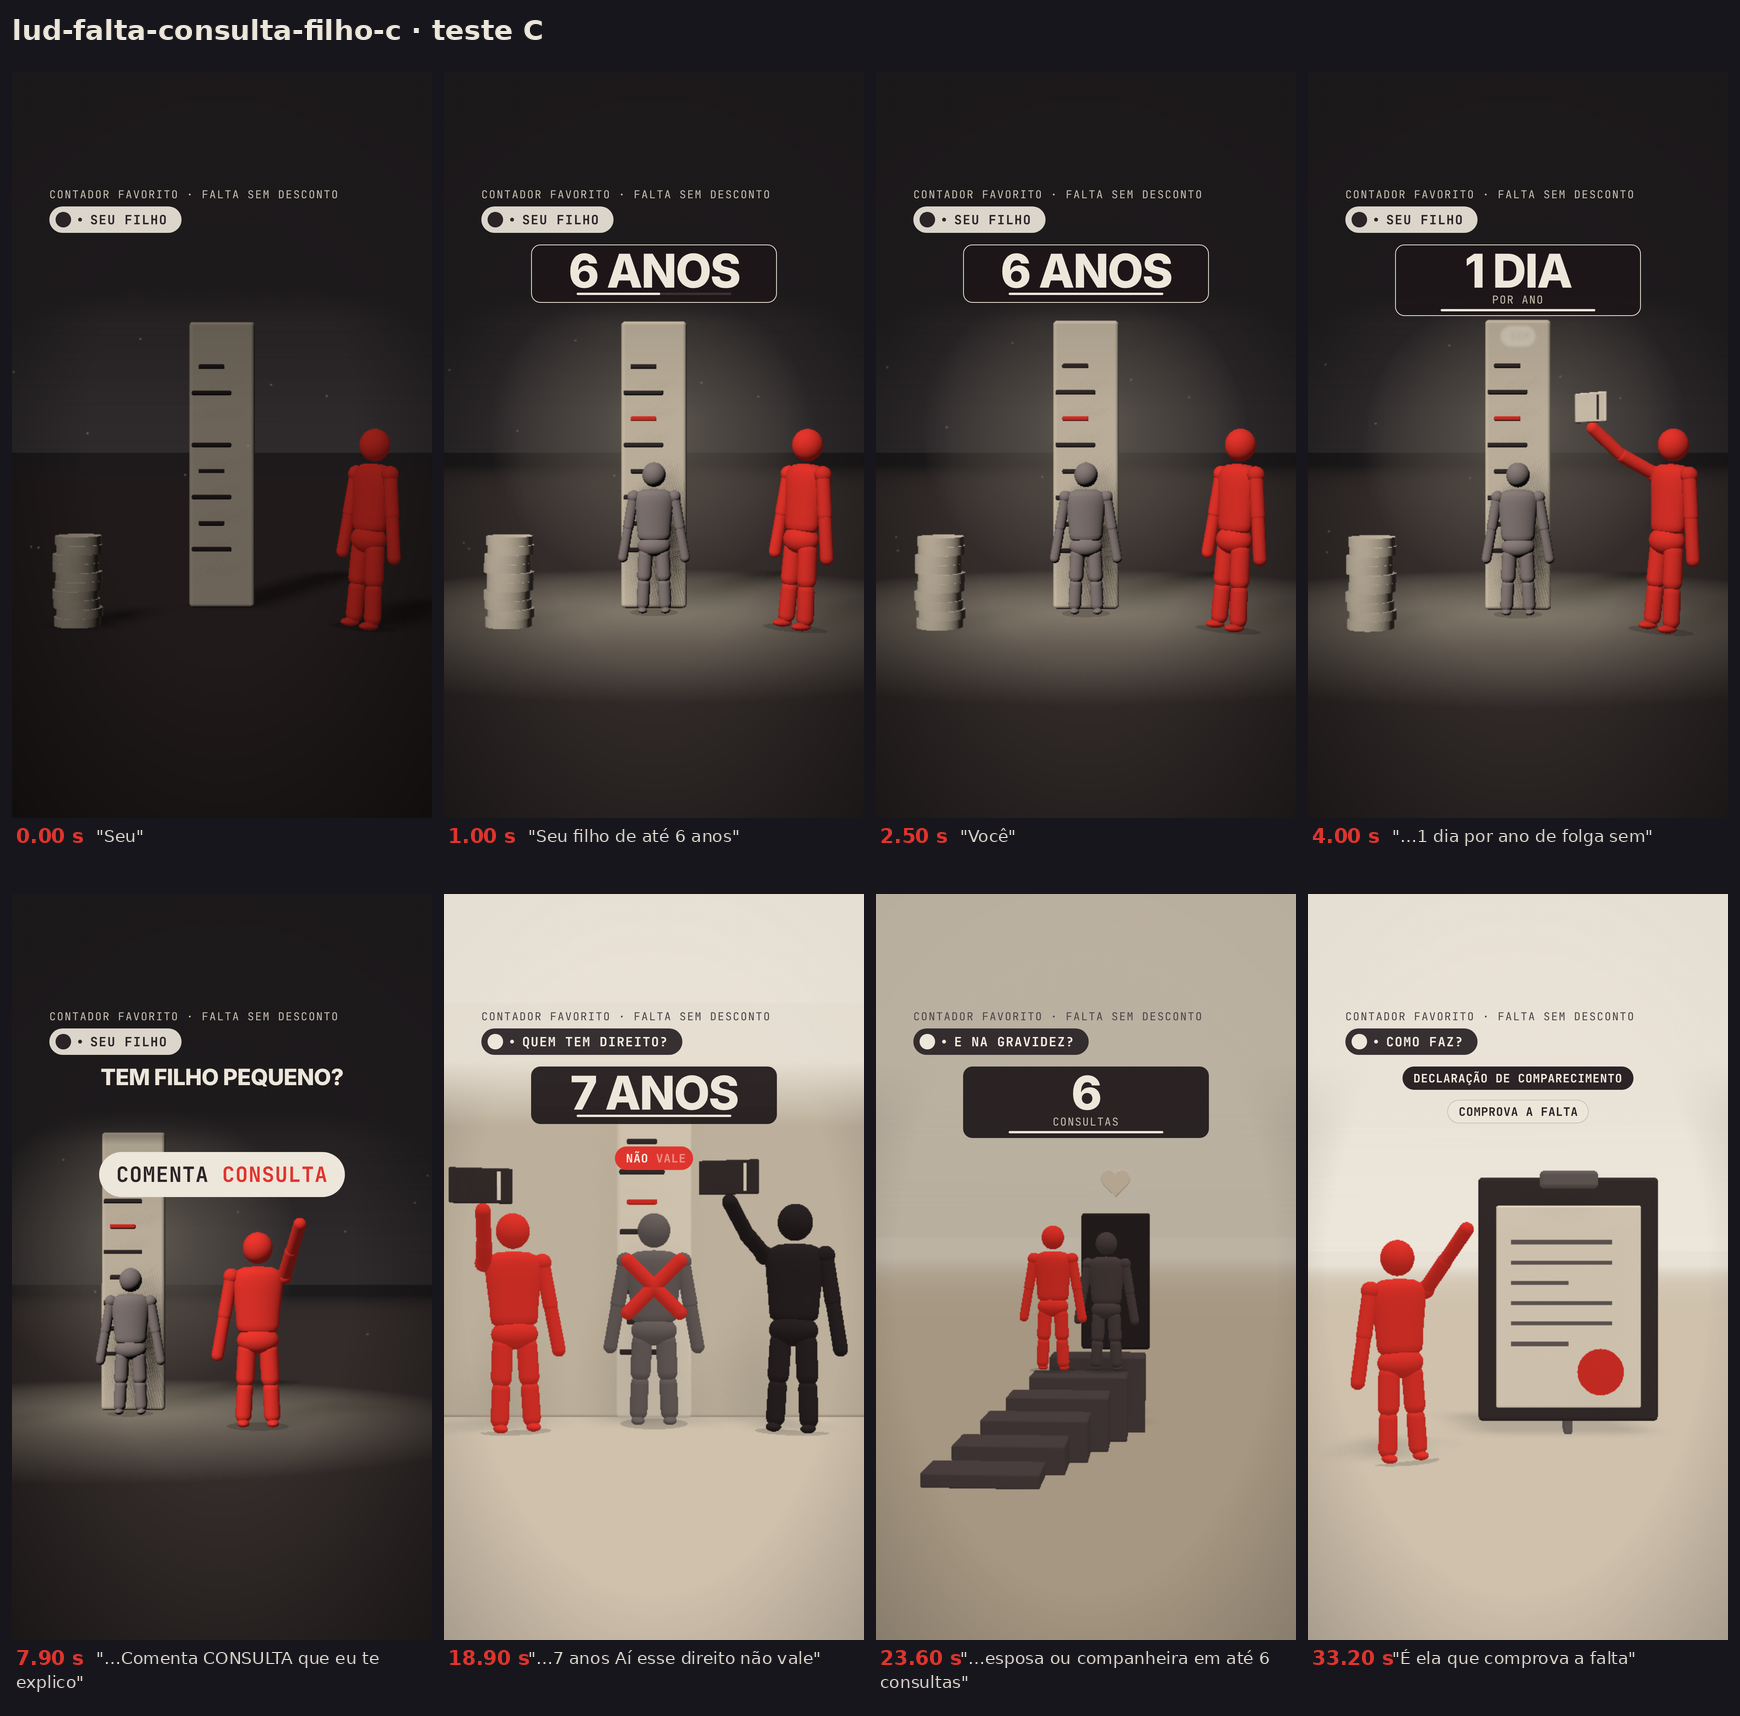 lud-falta-consulta-filho-c · teste C
CONTADOR FAVORITO · FALTA SEM DESCONTO
• SEU FILHO
CONTADOR FAVORITO · FALTA SEM DESCONTO
• SEU FILHO
6 ANOS
CONTADOR FAVORITO · FALTA SEM DESCONTO
• SEU FILHO
6 ANOS
CONTADOR FAVORITO · FALTA SEM DESCONTO
• SEU FILHO
1 DIA
POR ANO
0.00 s "Seu"
1.00 s "Seu filho de até 6 anos"
2.50 s "Você"
4.00 s "...1 dia por ano de folga sem"
CONTADOR FAVORITO · FALTA SEM DESCONTO
• SEU FILHO
TEM FILHO PEQUENO?
COMENTA CONSULTA
CONTADOR FAVORITO · FALTA SEM DESCONTO
• QUEM TEM DIREITO?
7 ANOS
NÃO VALE
CONTADOR FAVORITO · FALTA SEM DESCONTO
• E NA GRAVIDEZ?
6
CONSULTAS
CONTADOR FAVORITO · FALTA SEM DESCONTO
• COMO FAZ?
DECLARAÇÃO DE COMPARECIMENTO
COMPROVA A FALTA
7.90 s "...Comenta CONSULTA que eu te
explico"
18.90 s "...7 anos Aí esse direito não vale"
23.60 s "...esposa ou companheira em até 6
consultas"
33.20 s "É ela que comprova a falta"